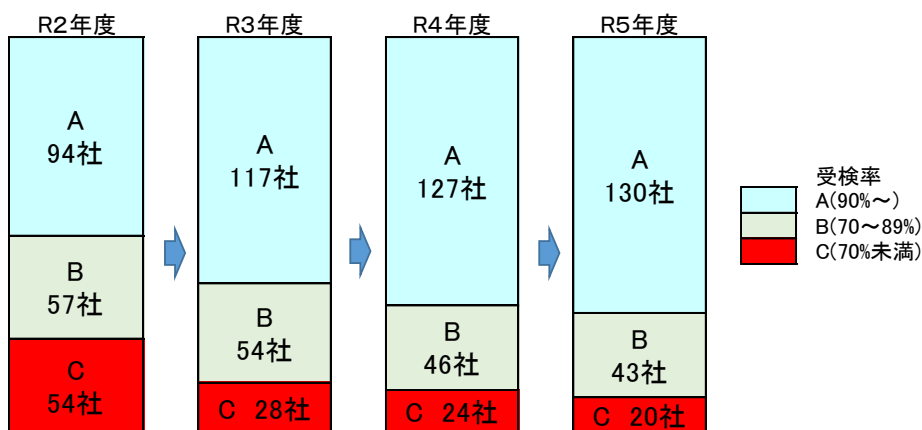 R2年度
A
94社
B
57社
C
54社
R3年度
A
117社
B
54社
C 28社
R4年度
A
127社
B
46社
C 24社
R5年度
A
130社
B
43社
C 20社
受検率
A(90%～)
B(70～89%)
C(70%未満)